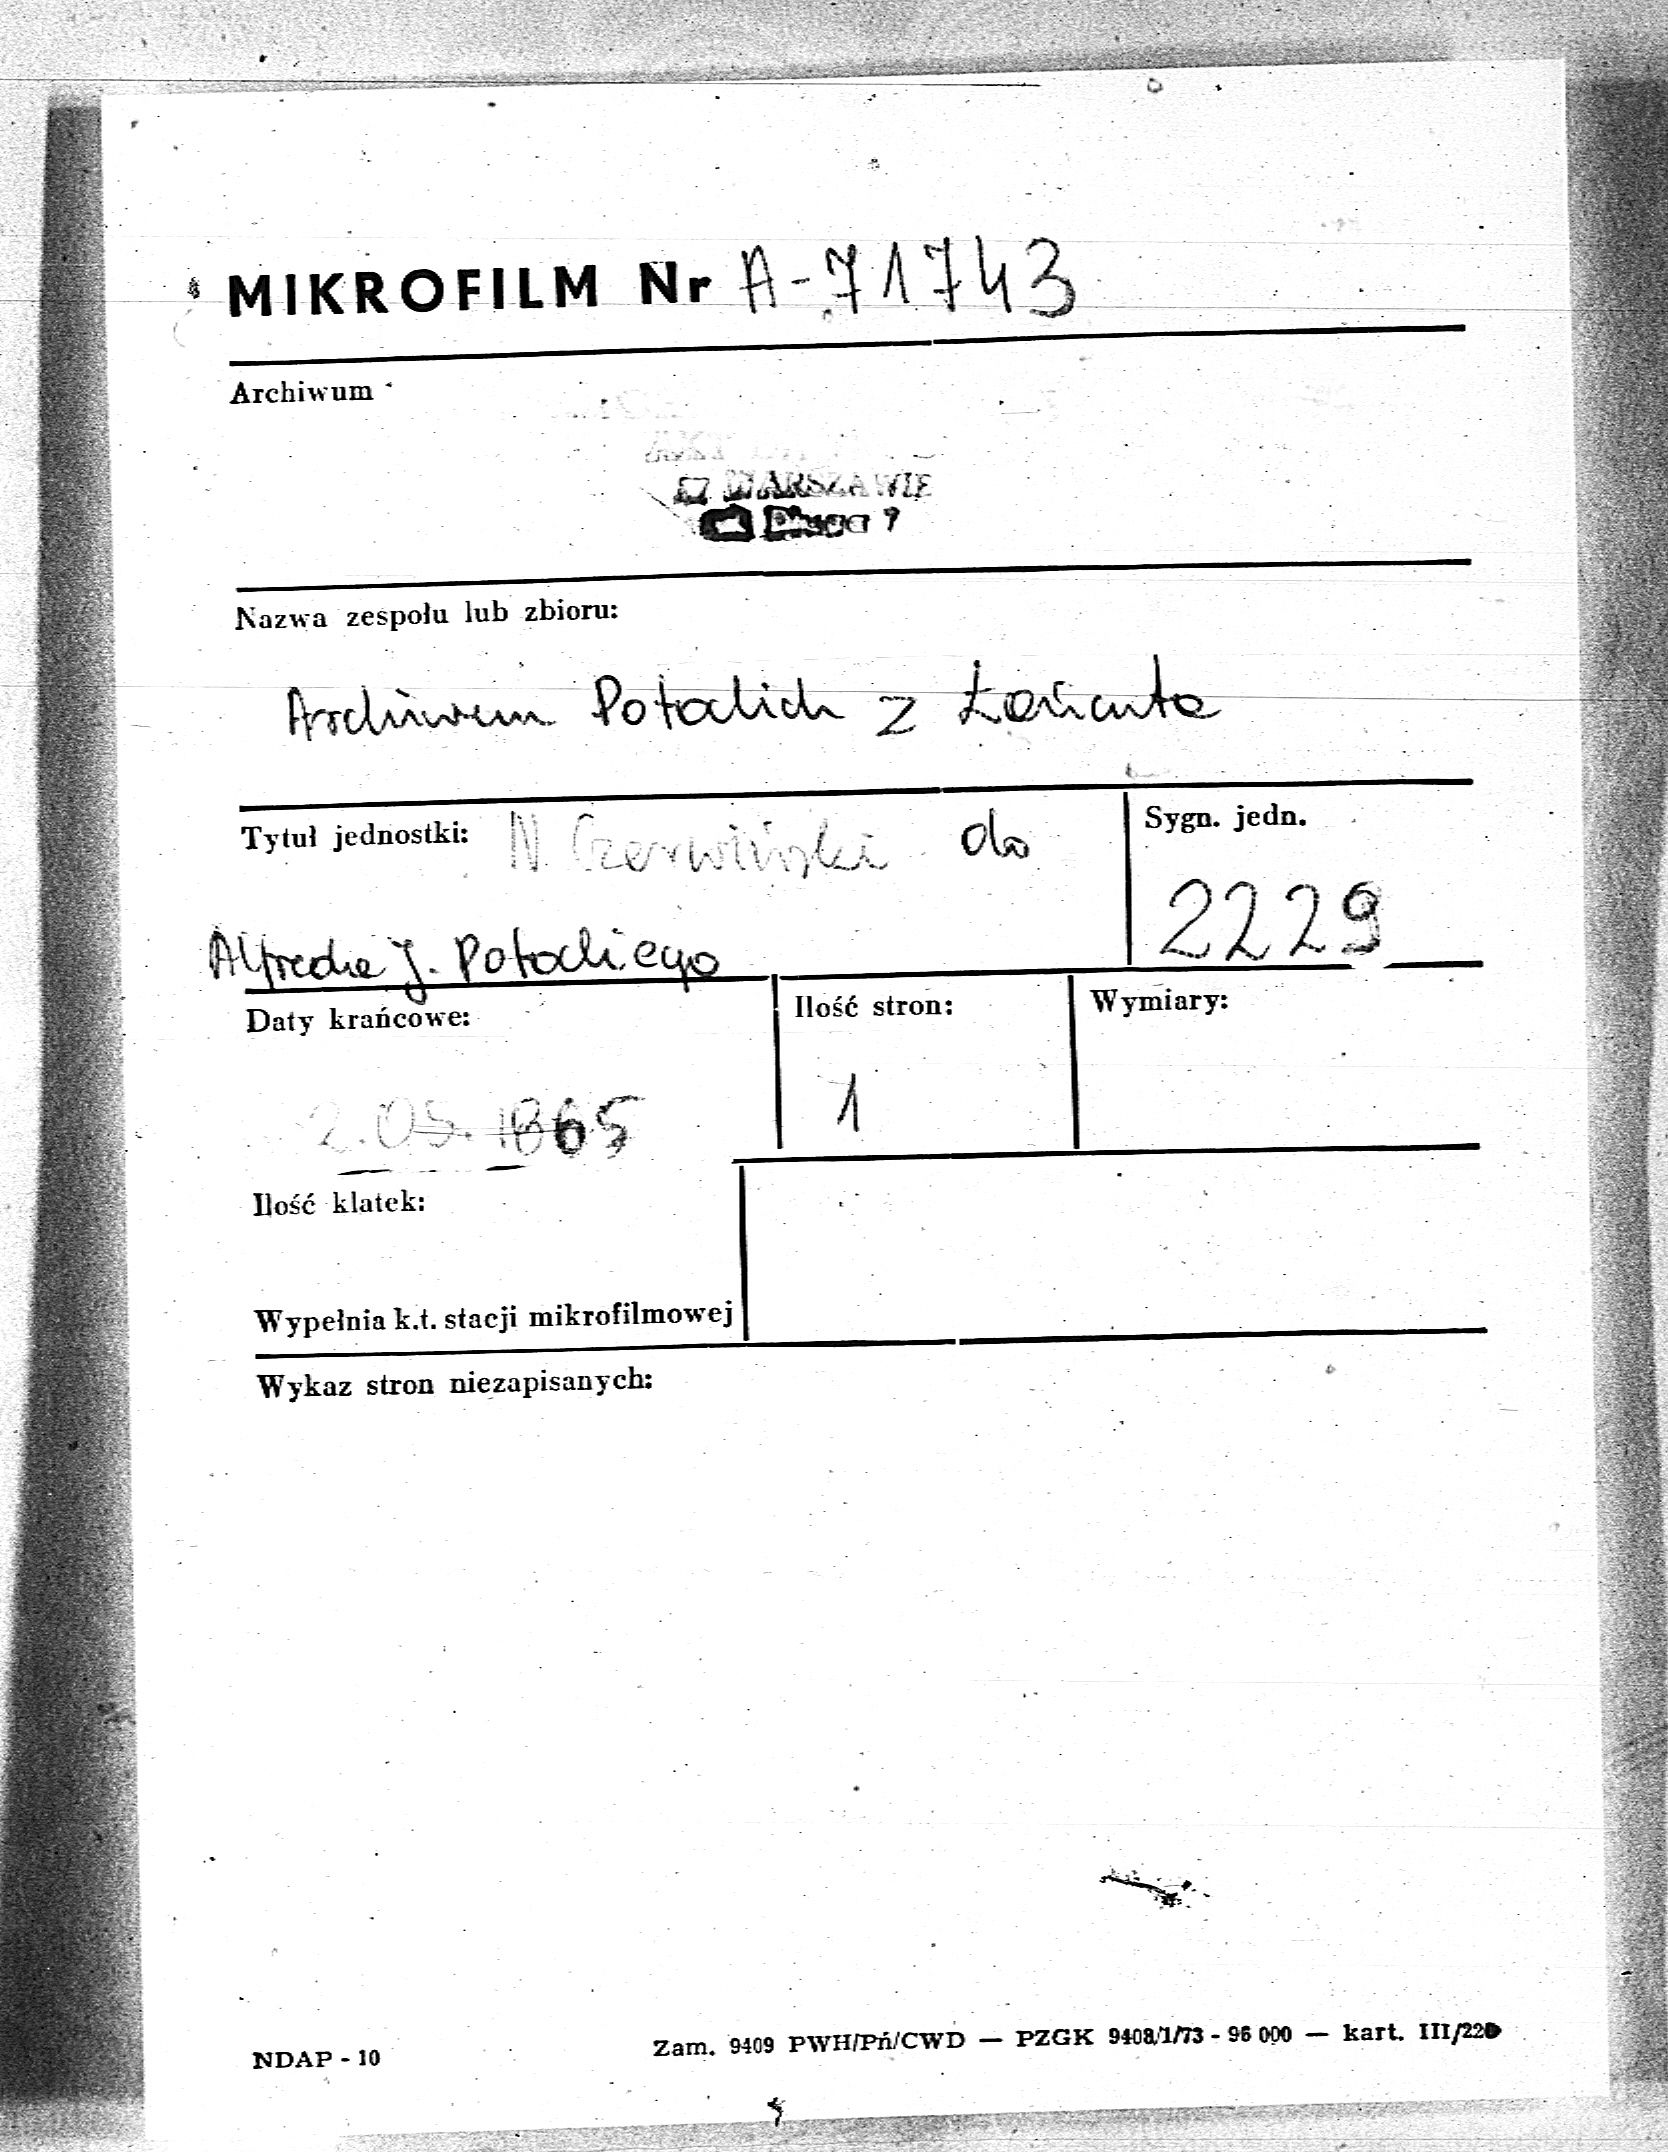 MIKROFILM Nr A-71743
Archiwum
W WARSZAWIE
Długa 7
Nazwa zespołu lub zbioru:
Archiwum Potockich z Łańcuta
Tytuł jednostki: N. Czerwiński do
Alfreda J. Potockiego
Sygn. jedn.
2229
Daty krańcowe:
2.05.1865
Ilość stron:
1
Wymiary:
Ilość klatek:
Wypełnia k.t. stacji mikrofilmowej
Wykaz stron niezapisanych:
NDAP - 10
Zam. 9409 PWH/Pń/CWD — PZGK 9408/1/73 - 96 000 — kart. III/220